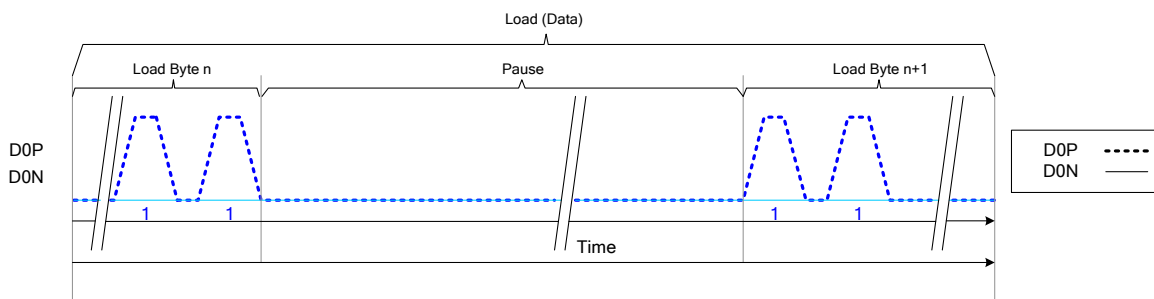 Load (Data)
Load Byte n
Pause
Load Byte n+1
D0P
D0N
1 1 1 1
Time
D0P
D0N